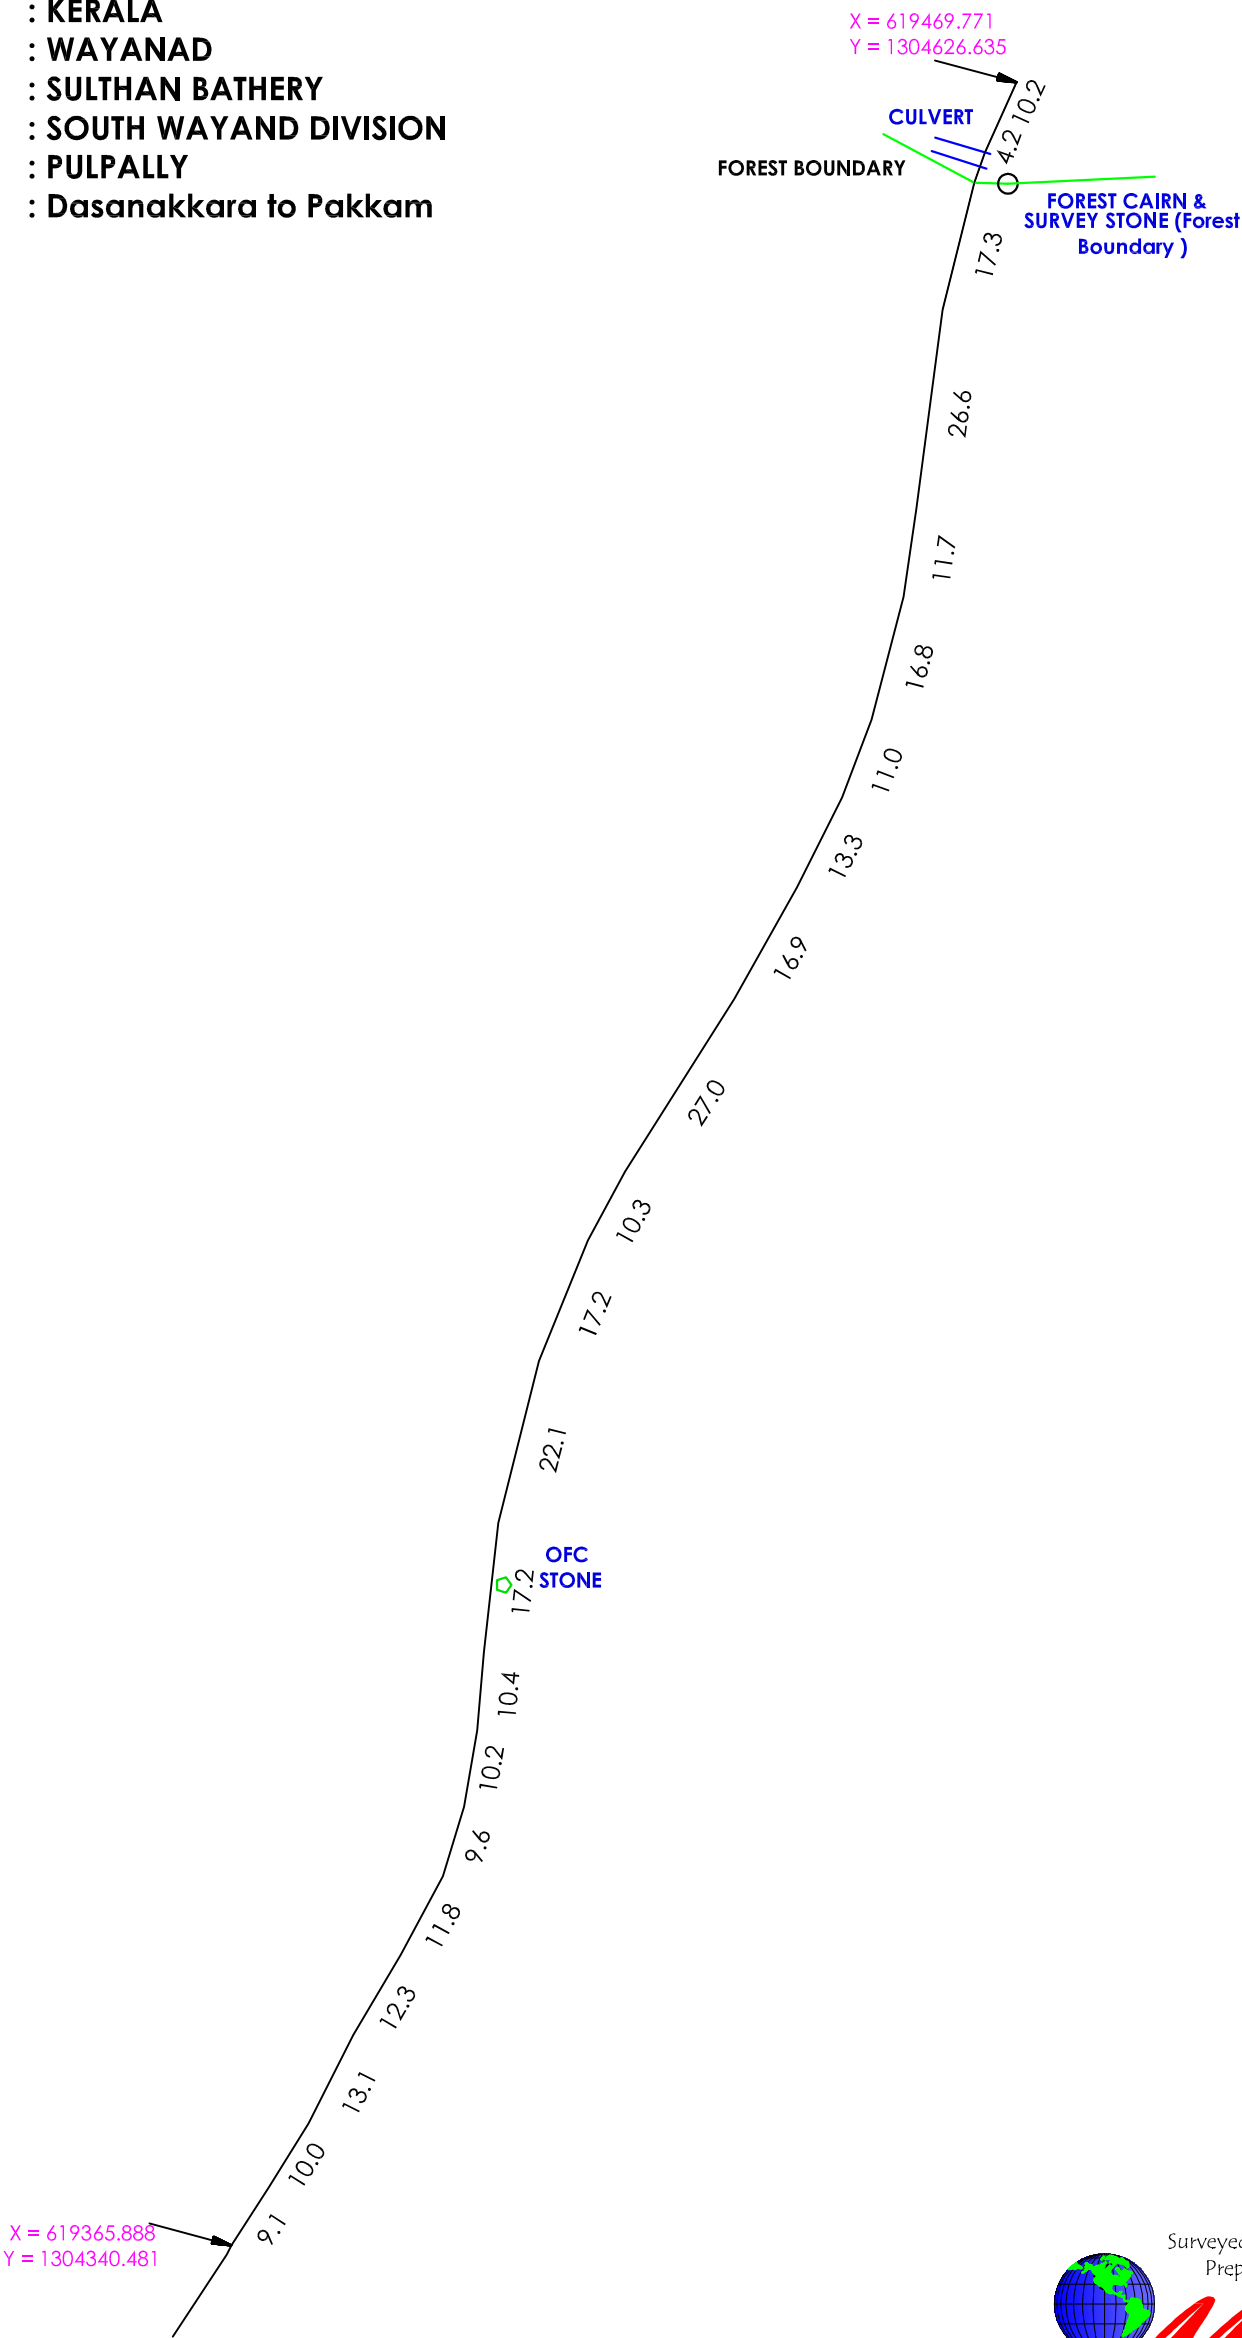 : KERALA
: WAYANAD
: SULTHAN BATHERY
: SOUTH WAYAND DIVISION
: PULPALLY
: Dasanakkara to Pakkam
X = 619469.771
Y = 1304626.635
10.2
CULVERT
4.2
FOREST BOUNDARY
FOREST CAIRN &
SURVEY STONE (Forest
Boundary )
17.3
26.6
11.7
16.8
11.0
13.3
16.9
27.0
10.3
17.2
22.1
OFC
STONE
17.2
10.4
10.2
9.6
11.8
12.3
13.1
10.0
9.1
X = 619365.888
Y = 1304340.481